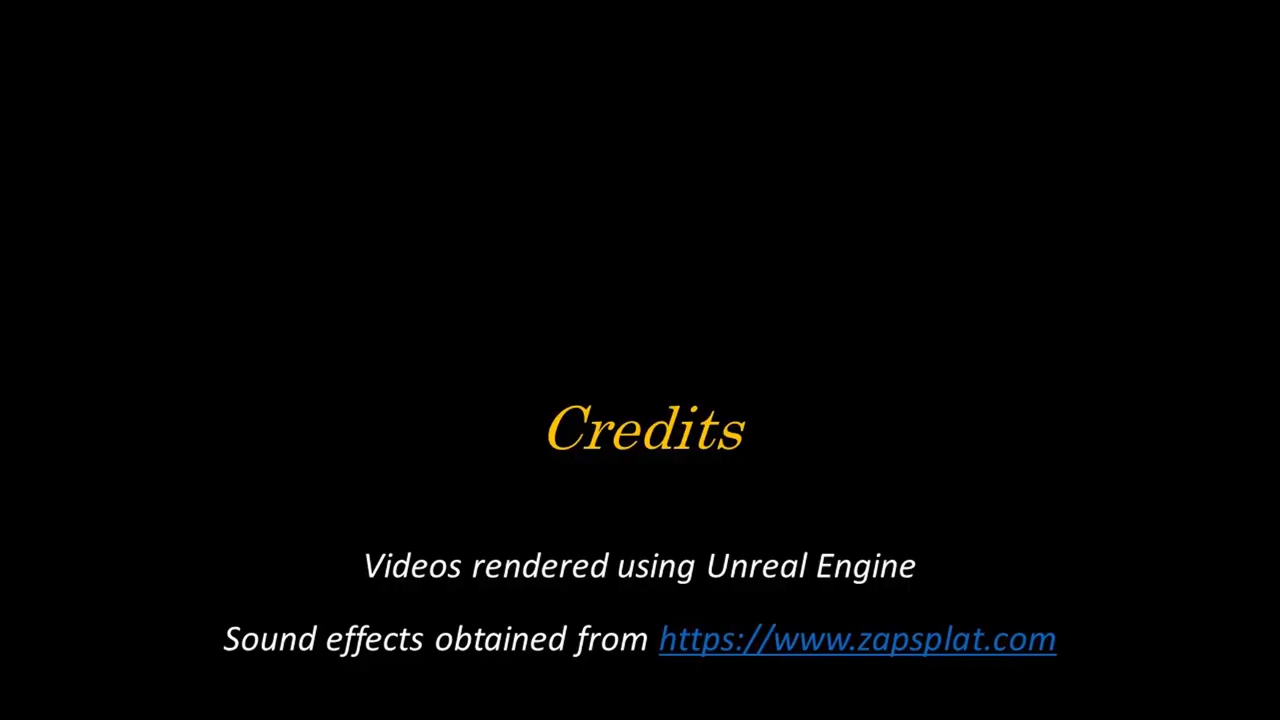 Credits
Videos rendered using Unreal Engine
Sound effects obtained from https://www.zapsplat.com